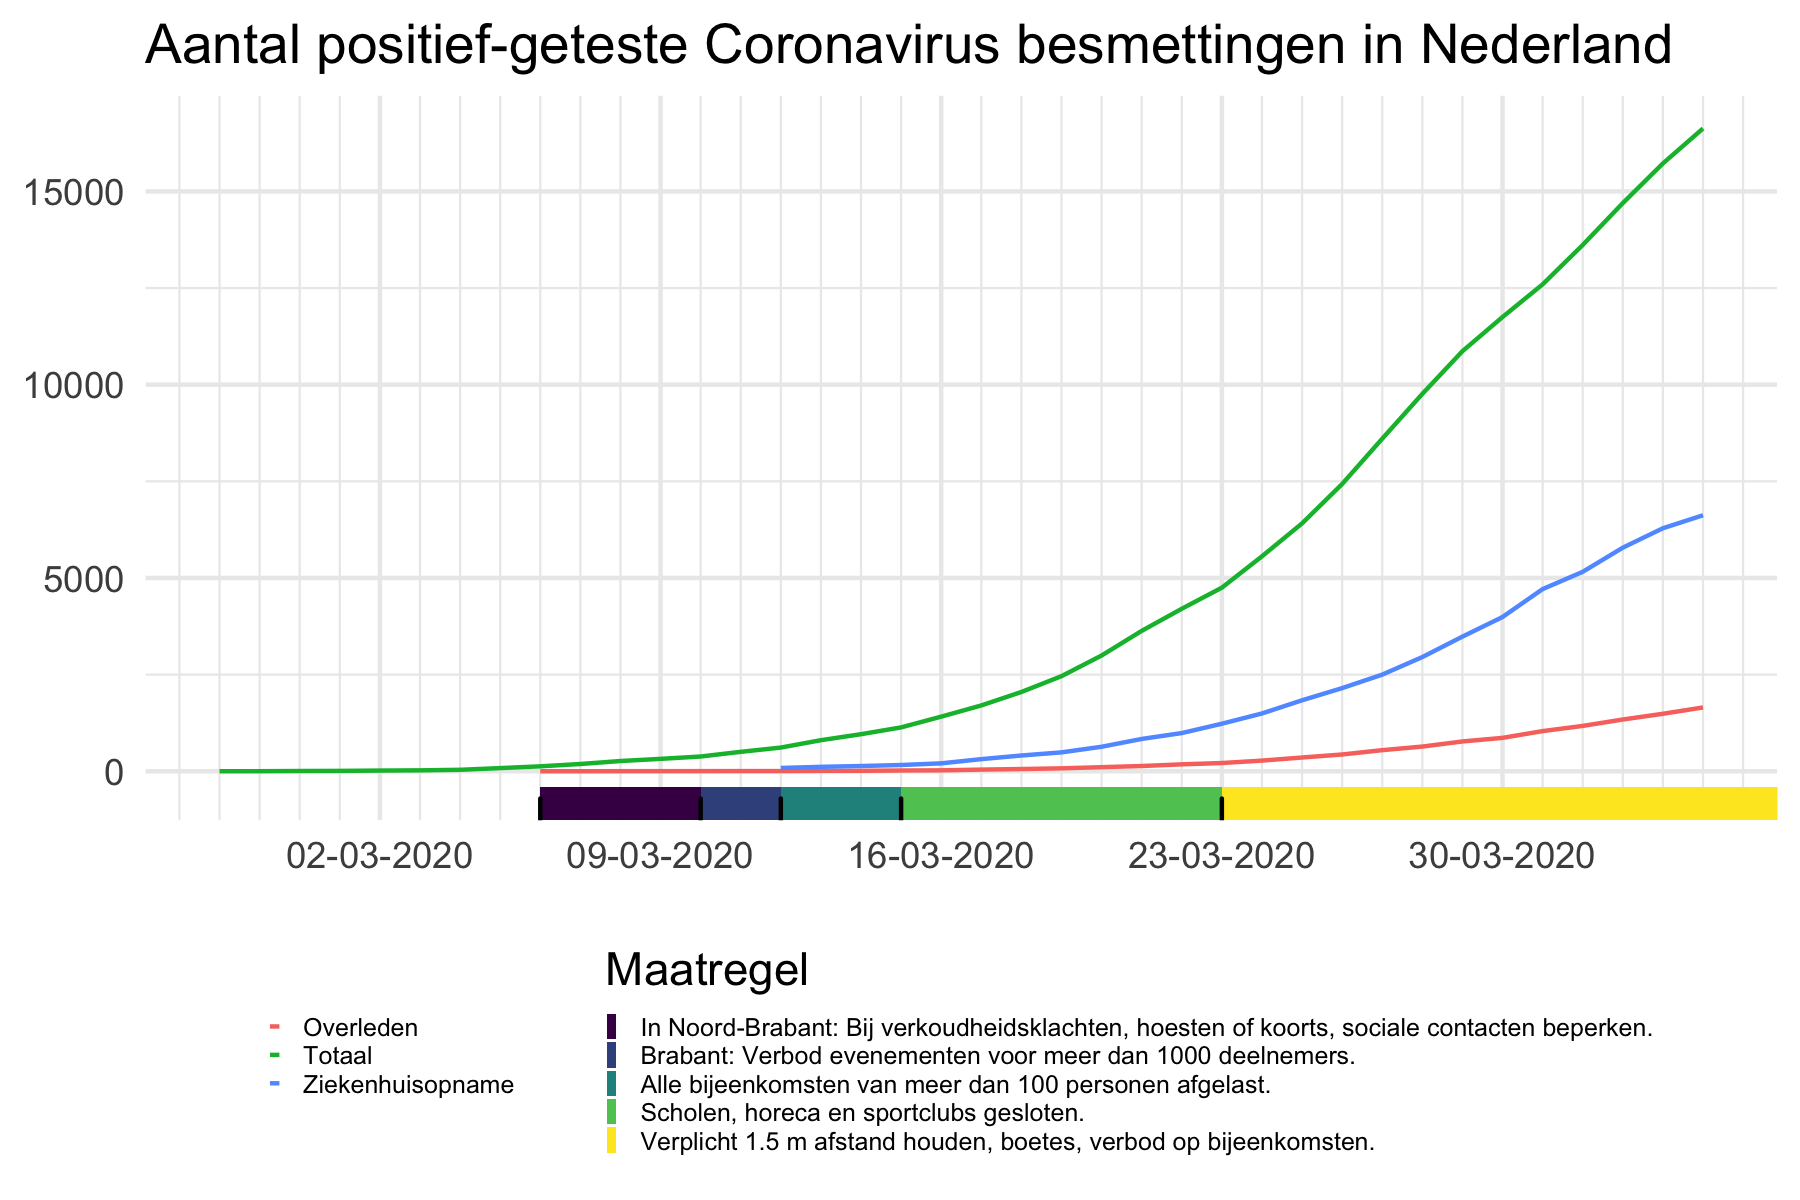 Aantal positief-geteste Coronavirus besmettingen in Nederland
15000
10000
5000
0
02-03-2020
09-03-2020
16-03-2020
23-03-2020
30-03-2020
Overleden
Totaal
Ziekenhuisopname
Maatregel
In Noord-Brabant: Bij verkoudheidsklachten, hoesten of koorts, sociale contacten beperken.
Brabant: Verbod evenementen voor meer dan 1000 deelnemers.
Alle bijeenkomsten van meer dan 100 personen afgelast.
Scholen, horeca en sportclubs gesloten.
Verplicht 1.5 m afstand houden, boetes, verbod op bijeenkomsten.